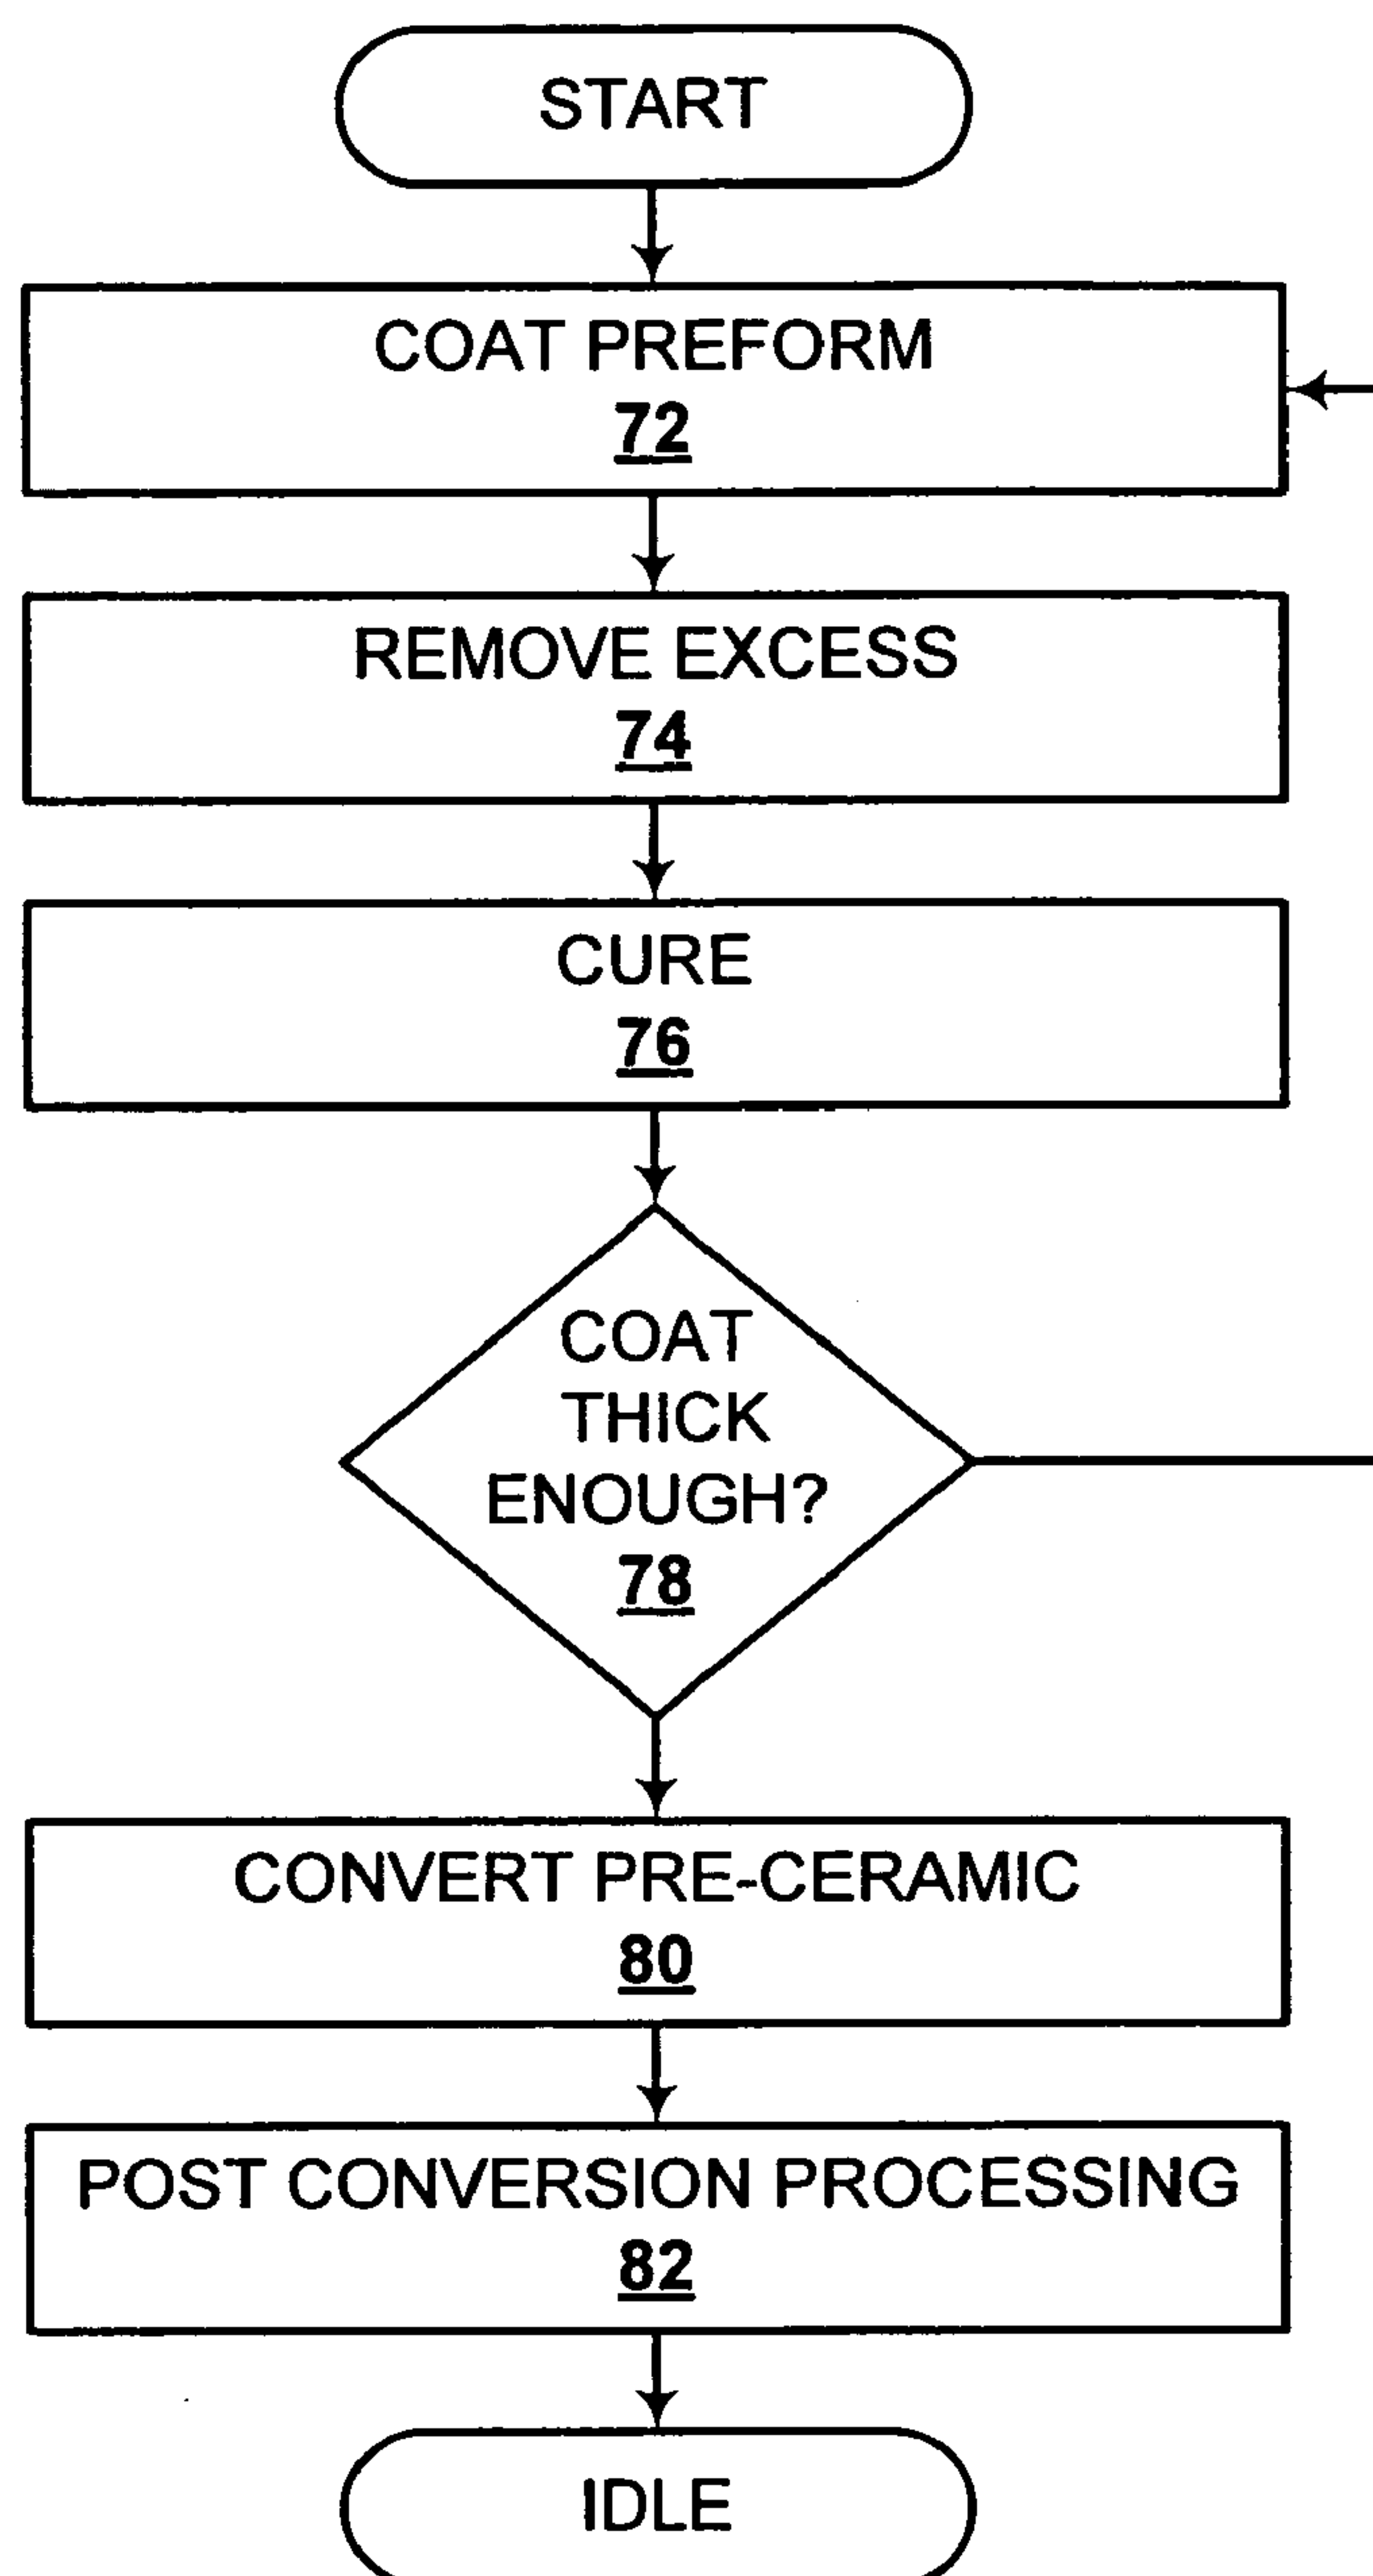 START
COAT PREFORM
72
REMOVE EXCESS
74
CURE
76
COAT
THICK
ENOUGH?
78
CONVERT PRE-CERAMIC
80
POST CONVERSION PROCESSING
82
IDLE